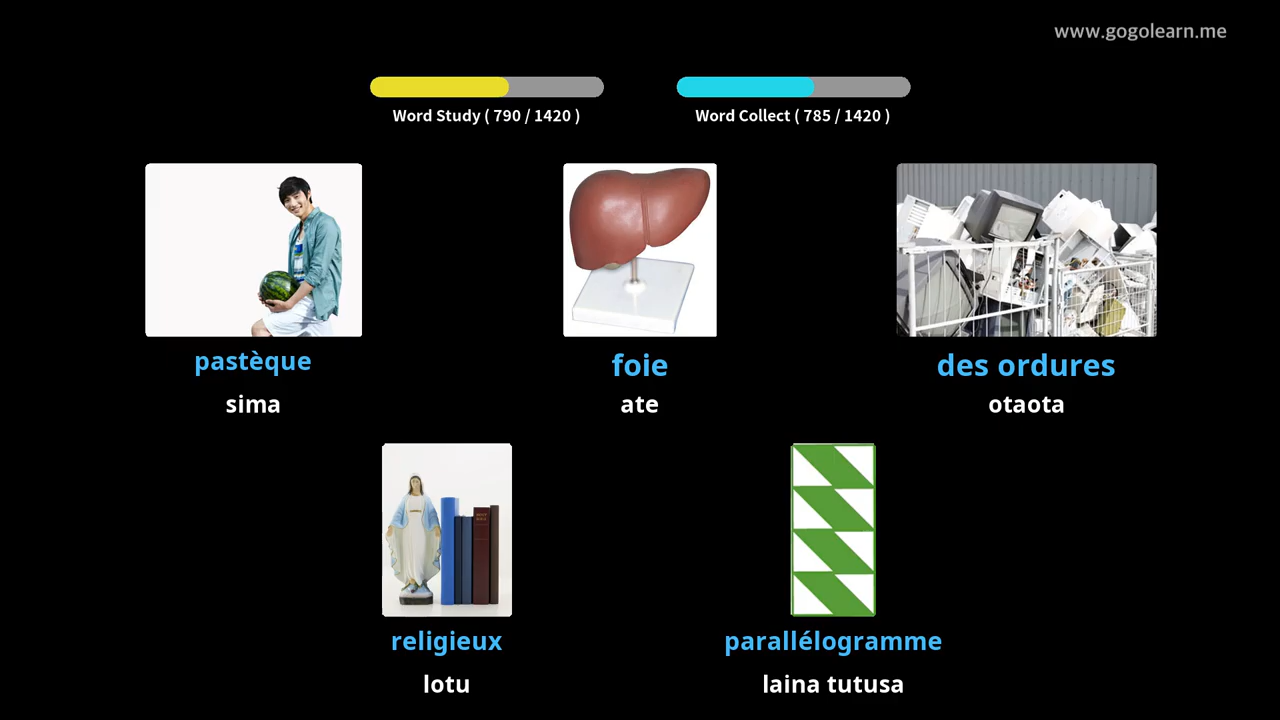 www.gogolearn.me
Word Study ( 790 / 1420 )
Word Collect ( 785 / 1420 )
pastèque
foie
des ordures
sima
ate
otaota
religieux
parallélogramme
lotu
laina tutusa